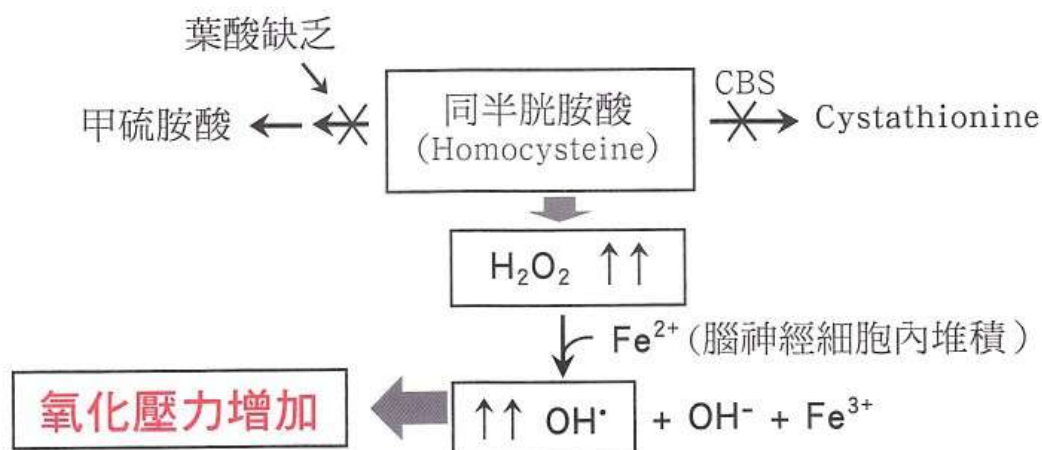 葉酸缺乏
甲硫胺酸
同半胱胺酸
(Homocysteine)
CBS
Cystathionine
H₂O₂ ↑↑
Fe²⁺(腦神經細胞內堆積)
氧化壓力增加
↑↑ OH· + OH⁻ + Fe³⁺